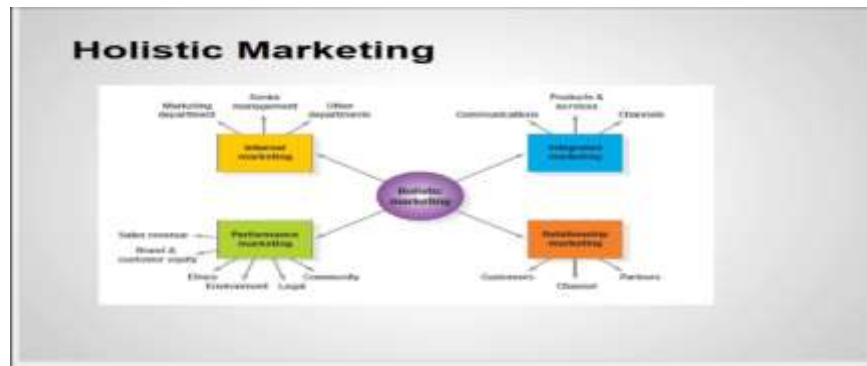 Holistic Marketing
Marketing
department
Senior
management
Other
departments
Communications
Products &
services
Channels
Internal
marketing
Integrated
marketing
Holistic
marketing
Sales revenue
Brand &
customer equity
Ethics
Environment
Legal
Community
Performance
marketing
Relationship
marketing
Customers
Channel
Partners